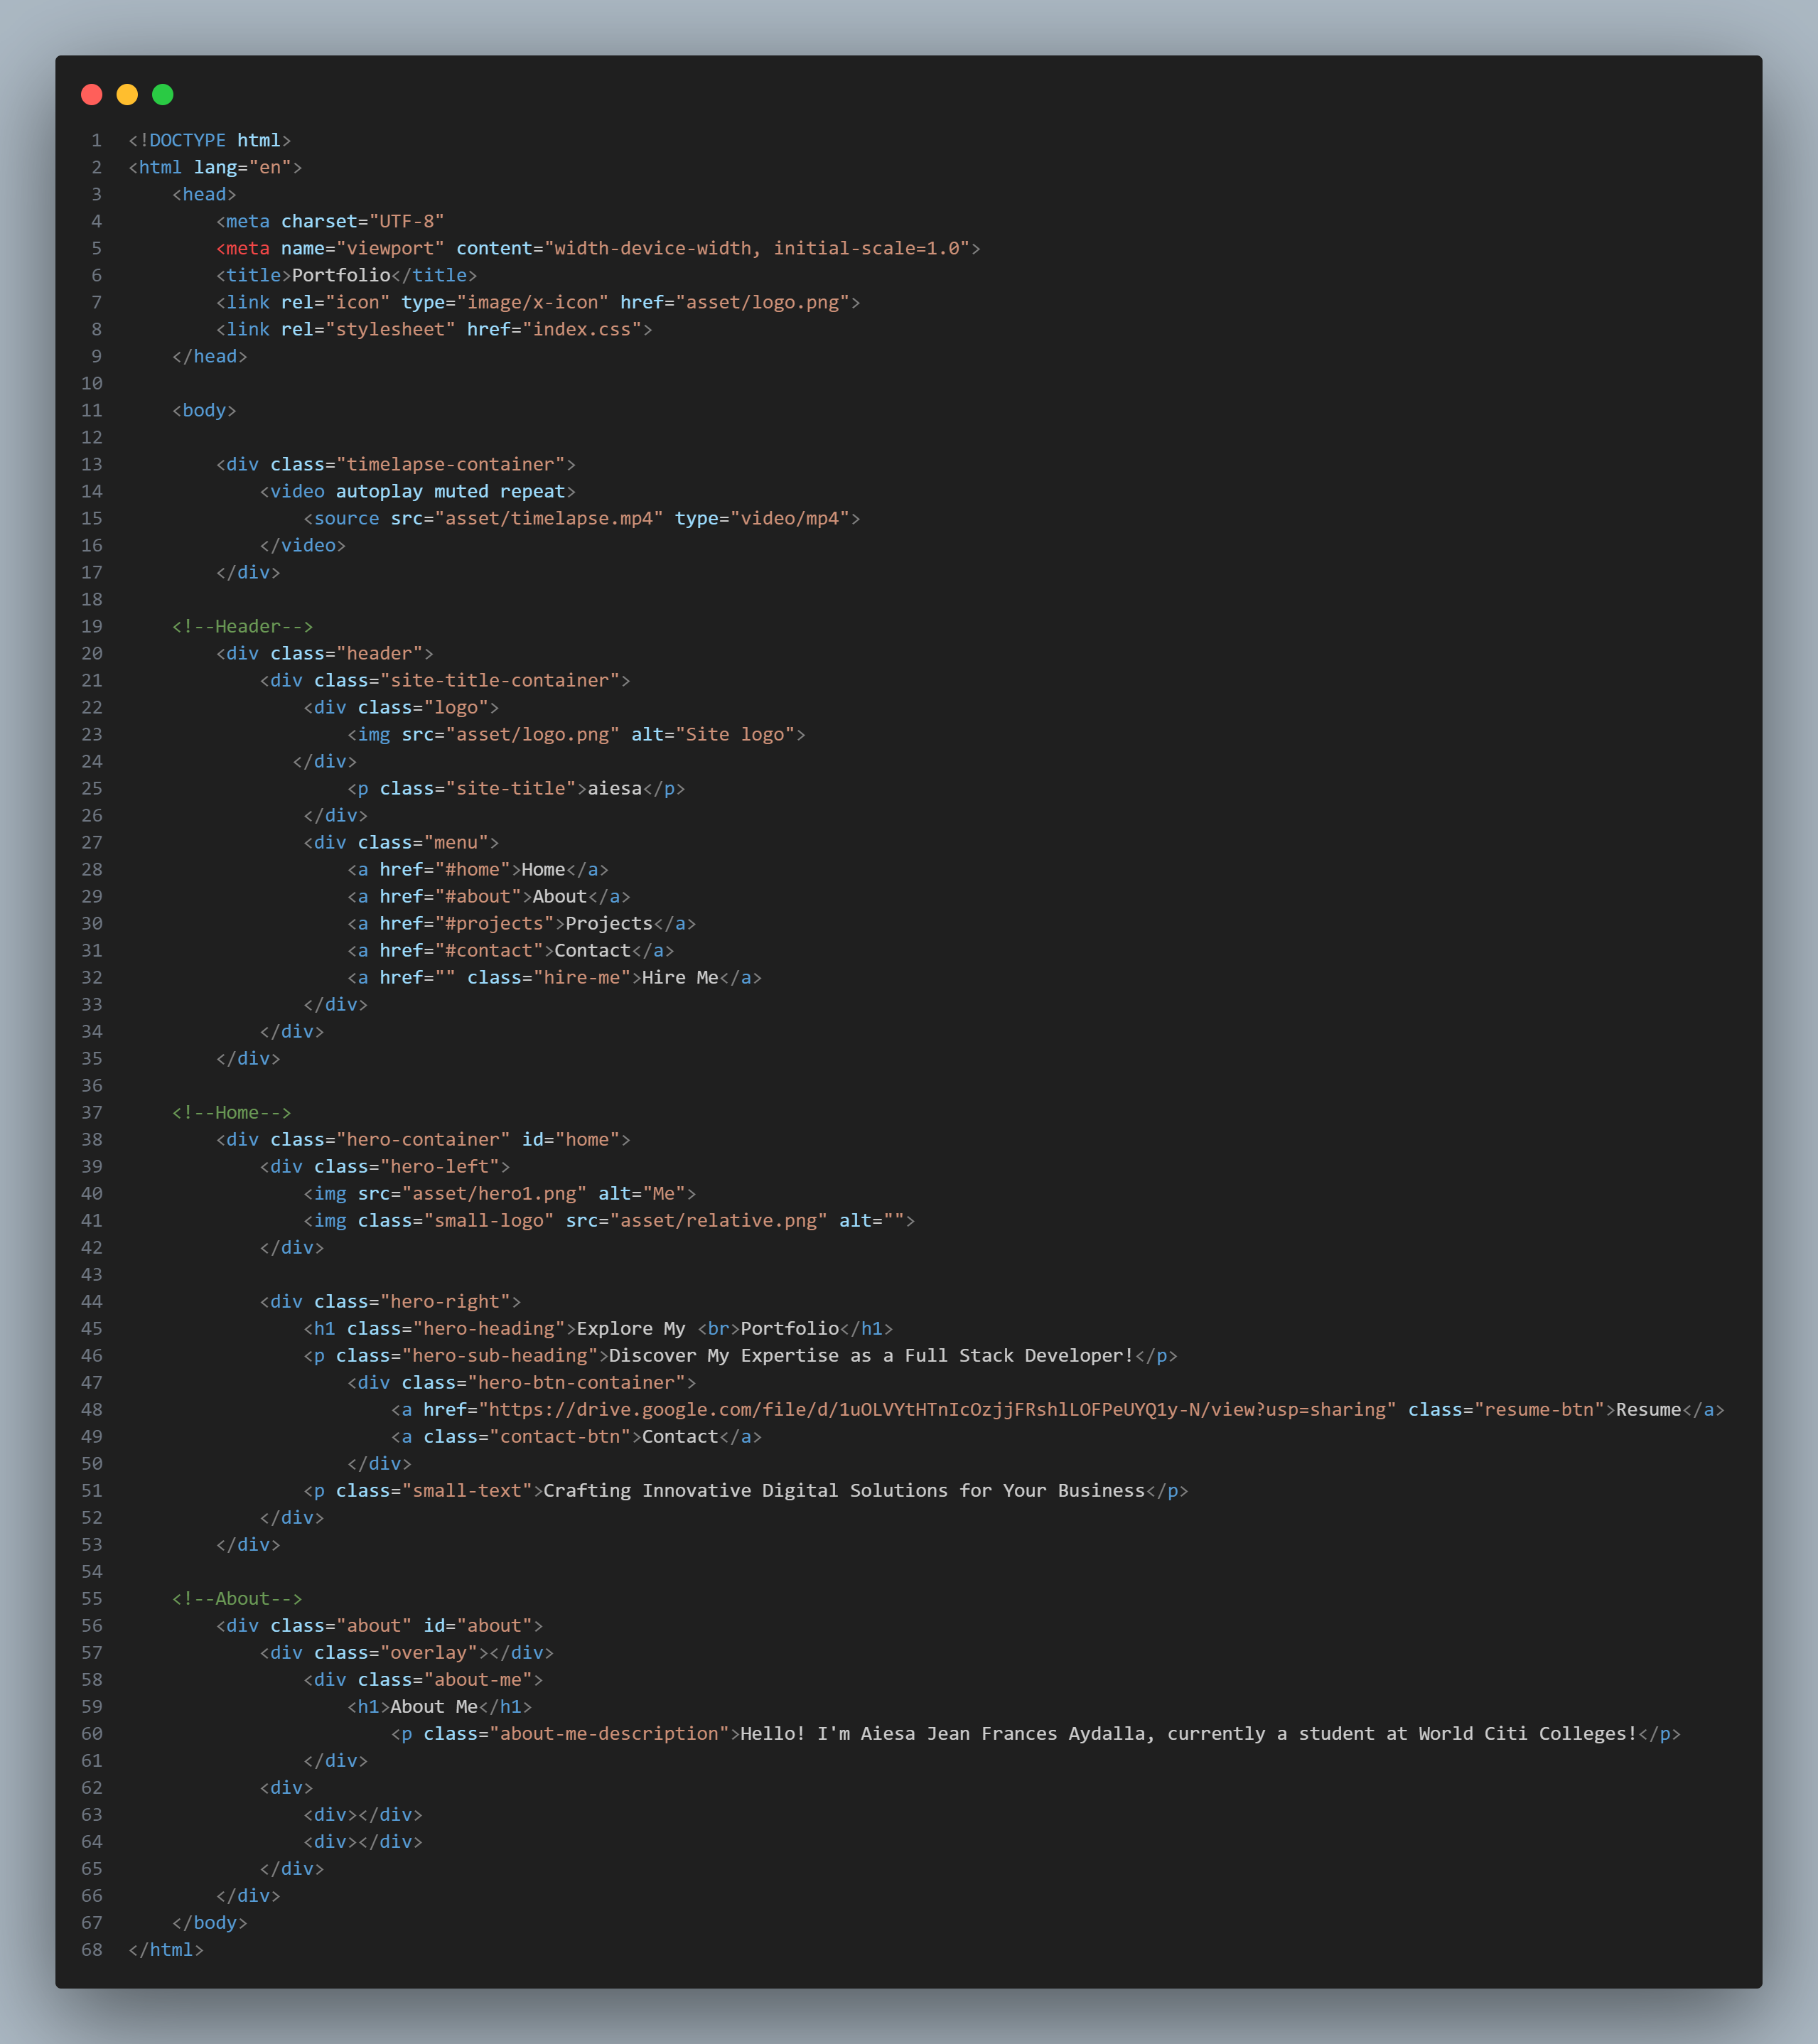 1 <!DOCTYPE html>
2 <html lang="en">
3     <head>
4         <meta charset="UTF-8"
5         <meta name="viewport" content="width-device-width, initial-scale=1.0">
6         <title>Portfolio</title>
7         <link rel="icon" type="image/x-icon" href="asset/logo.png">
8         <link rel="stylesheet" href="index.css">
9     </head>
10
11     <body>
12
13         <div class="timelapse-container">
14             <video autoplay muted repeat>
15                 <source src="asset/timelapse.mp4" type="video/mp4">
16             </video>
17         </div>
18
19     <!--Header-->
20         <div class="header">
21             <div class="site-title-container">
22                 <div class="logo">
23                     <img src="asset/logo.png" alt="Site logo">
24                </div>
25                     <p class="site-title">aiesa</p>
26                 </div>
27                 <div class="menu">
28                     <a href="#home">Home</a>
29                     <a href="#about">About</a>
30                     <a href="#projects">Projects</a>
31                     <a href="#contact">Contact</a>
32                     <a href="" class="hire-me">Hire Me</a>
33                 </div>
34             </div>
35         </div>
36
37     <!--Home-->
38         <div class="hero-container" id="home">
39             <div class="hero-left">
40                 <img src="asset/hero1.png" alt="Me">
41                 <img class="small-logo" src="asset/relative.png" alt="">
42             </div>
43
44             <div class="hero-right">
45                 <h1 class="hero-heading">Explore My <br>Portfolio</h1>
46                 <p class="hero-sub-heading">Discover My Expertise as a Full Stack Developer!</p>
47                     <div class="hero-btn-container">
48                         <a href="https://drive.google.com/file/d/1uOLVYtHTnIcOzjjFRshlLOFPeUYQ1y-N/view?usp=sharing" class="resume-btn">Resume</a>
49                         <a class="contact-btn">Contact</a>
50                     </div>
51                 <p class="small-text">Crafting Innovative Digital Solutions for Your Business</p>
52             </div>
53         </div>
54
55     <!--About-->
56         <div class="about" id="about">
57             <div class="overlay"></div>
58                 <div class="about-me">
59                     <h1>About Me</h1>
60                         <p class="about-me-description">Hello! I'm Aiesa Jean Frances Aydalla, currently a student at World Citi Colleges!</p>
61                 </div>
62             <div>
63                 <div></div>
64                 <div></div>
65             </div>
66         </div>
67     </body>
68 </html>